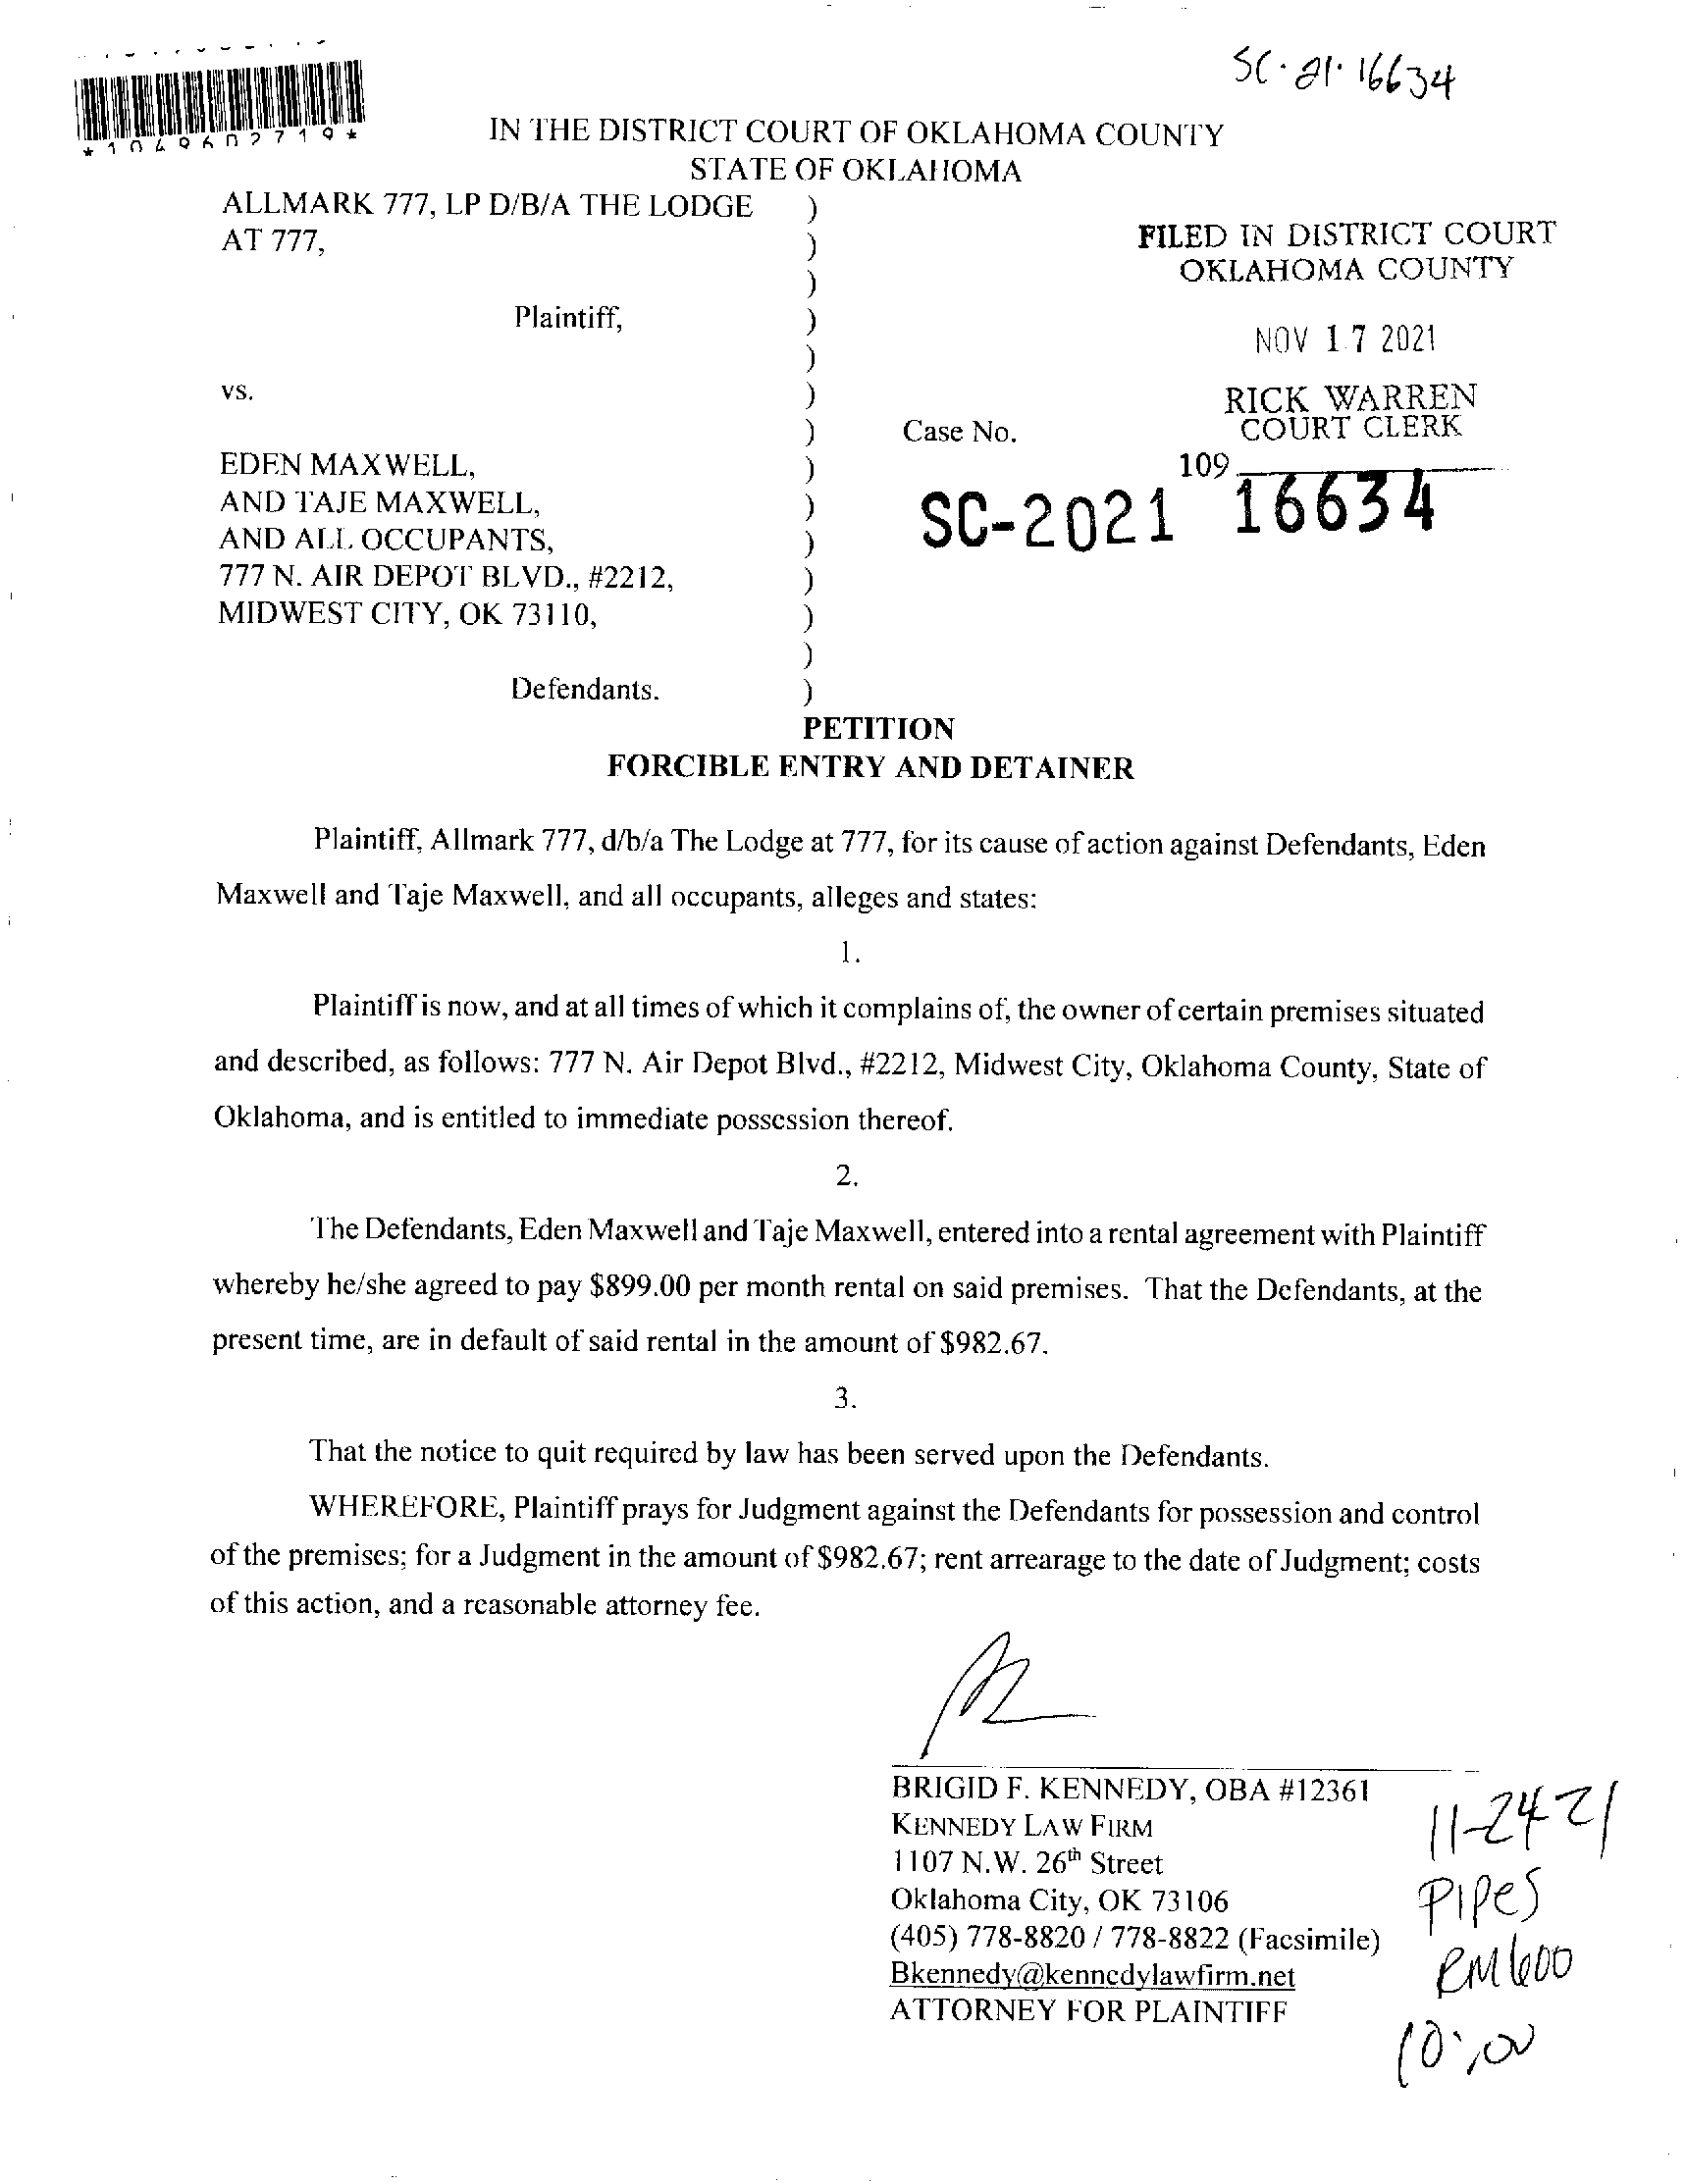 SC-21-16634
*1049602719*
IN THE DISTRICT COURT OF OKLAHOMA COUNTY
STATE OF OKLAHOMA
ALLMARK 777, LP D/B/A THE LODGE )
AT 777, )
)
Plaintiff, )
)
vs. )
)
EDEN MAXWELL, )
AND TAJE MAXWELL, )
AND ALL OCCUPANTS, )
777 N. AIR DEPOT BLVD., #2212, )
MIDWEST CITY, OK 73110, )
)
Defendants. )
FILED IN DISTRICT COURT
OKLAHOMA COUNTY
NOV 17 2021
RICK WARREN
COURT CLERK
109
Case No.
SC-2021 16634
PETITION
FORCIBLE ENTRY AND DETAINER
Plaintiff, Allmark 777, d/b/a The Lodge at 777, for its cause of action against Defendants, Eden
Maxwell and Taje Maxwell, and all occupants, alleges and states:
1.
Plaintiff is now, and at all times of which it complains of, the owner of certain premises situated
and described, as follows: 777 N. Air Depot Blvd., #2212, Midwest City, Oklahoma County, State of
Oklahoma, and is entitled to immediate possession thereof.
2.
The Defendants, Eden Maxwell and Taje Maxwell, entered into a rental agreement with Plaintiff
whereby he/she agreed to pay $899.00 per month rental on said premises. That the Defendants, at the
present time, are in default of said rental in the amount of $982.67.
3.
That the notice to quit required by law has been served upon the Defendants.
WHEREFORE, Plaintiff prays for Judgment against the Defendants for possession and control
of the premises; for a Judgment in the amount of $982.67; rent arrearage to the date of Judgment; costs
of this action, and a reasonable attorney fee.
BRIGID F. KENNEDY, OBA #12361
KENNEDY LAW FIRM
1107 N.W. 26th Street
Oklahoma City, OK 73106
(405) 778-8820 / 778-8822 (Facsimile)
Bkennedy@kennedylawfirm.net
ATTORNEY FOR PLAINTIFF
11-24-21
Pipes
RM 600
10:00